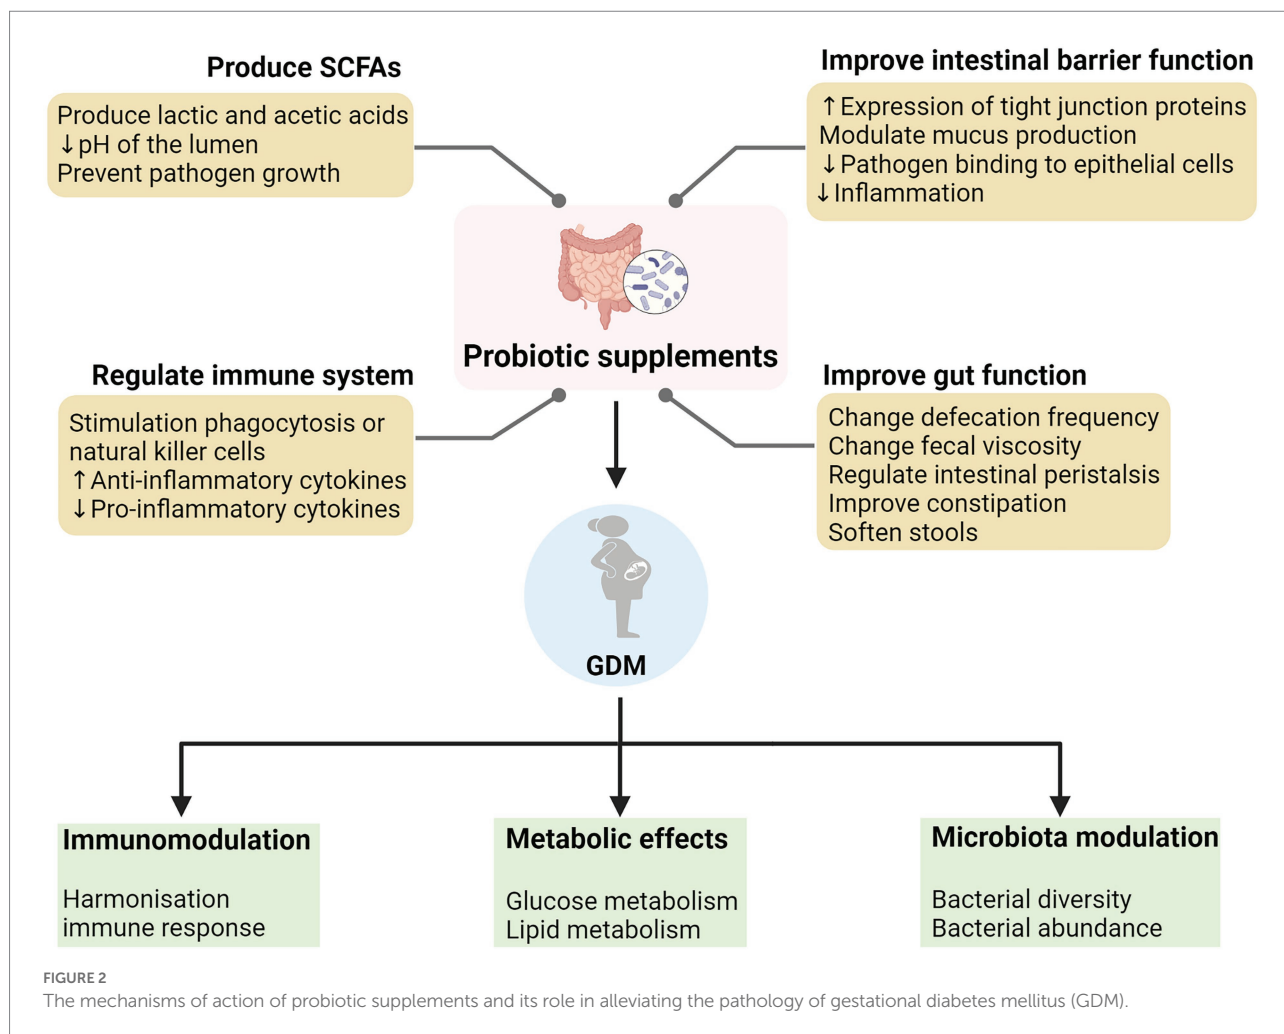 Produce SCFAs
Produce lactic and acetic acids
↓pH of the lumen
Prevent pathogen growth
Improve intestinal barrier function
↑Expression of tight junction proteins
Modulate mucus production
↓Pathogen binding to epithelial cells
↓Inflammation
Probiotic supplements
Regulate immune system
Stimulation phagocytosis or
natural killer cells
↑Anti-inflammatory cytokines
↓Pro-inflammatory cytokines
Improve gut function
Change defecation frequency
Change fecal viscosity
Regulate intestinal peristalsis
Improve constipation
Soften stools
GDM
Immunomodulation
Harmonisation
immune response
Metabolic effects
Glucose metabolism
Lipid metabolism
Microbiota modulation
Bacterial diversity
Bacterial abundance
FIGURE 2
The mechanisms of action of probiotic supplements and its role in alleviating the pathology of gestational diabetes mellitus (GDM).